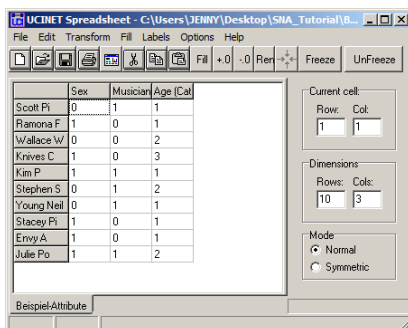 UCINET Spreadsheet - C:\Users\JENNY\Desktop\SNA_Tutorial\B...
File Edit Transform Fill Labels Options Help
Fill +.0 -.0 Ren Freeze UnFreeze
Sex Musician Age (Cat
Scott Pi 0 1 1
Ramona F 1 0 1
Wallace W 0 0 2
Knives C 1 0 3
Kim P 1 1 1
Stephen S 0 1 2
Young Neil 0 1 1
Stacey Pi 1 0 1
Envy A 1 0 1
Julie Po 1 1 2
Beispiel-Attribute
Current cell:
Row: Col:
1 1
Dimensions
Rows: Cols:
10 3
Mode
Normal
Symmetric